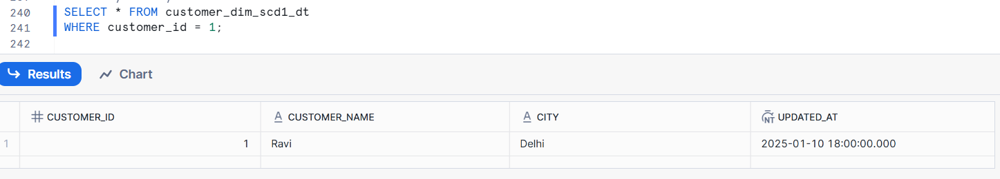 240 SELECT * FROM customer_dim_scd1_dt
241 WHERE customer_id = 1;
242
Results Chart
CUSTOMER_ID CUSTOMER_NAME CITY UPDATED_AT
1 1 Ravi Delhi 2025-01-10 18:00:00.000